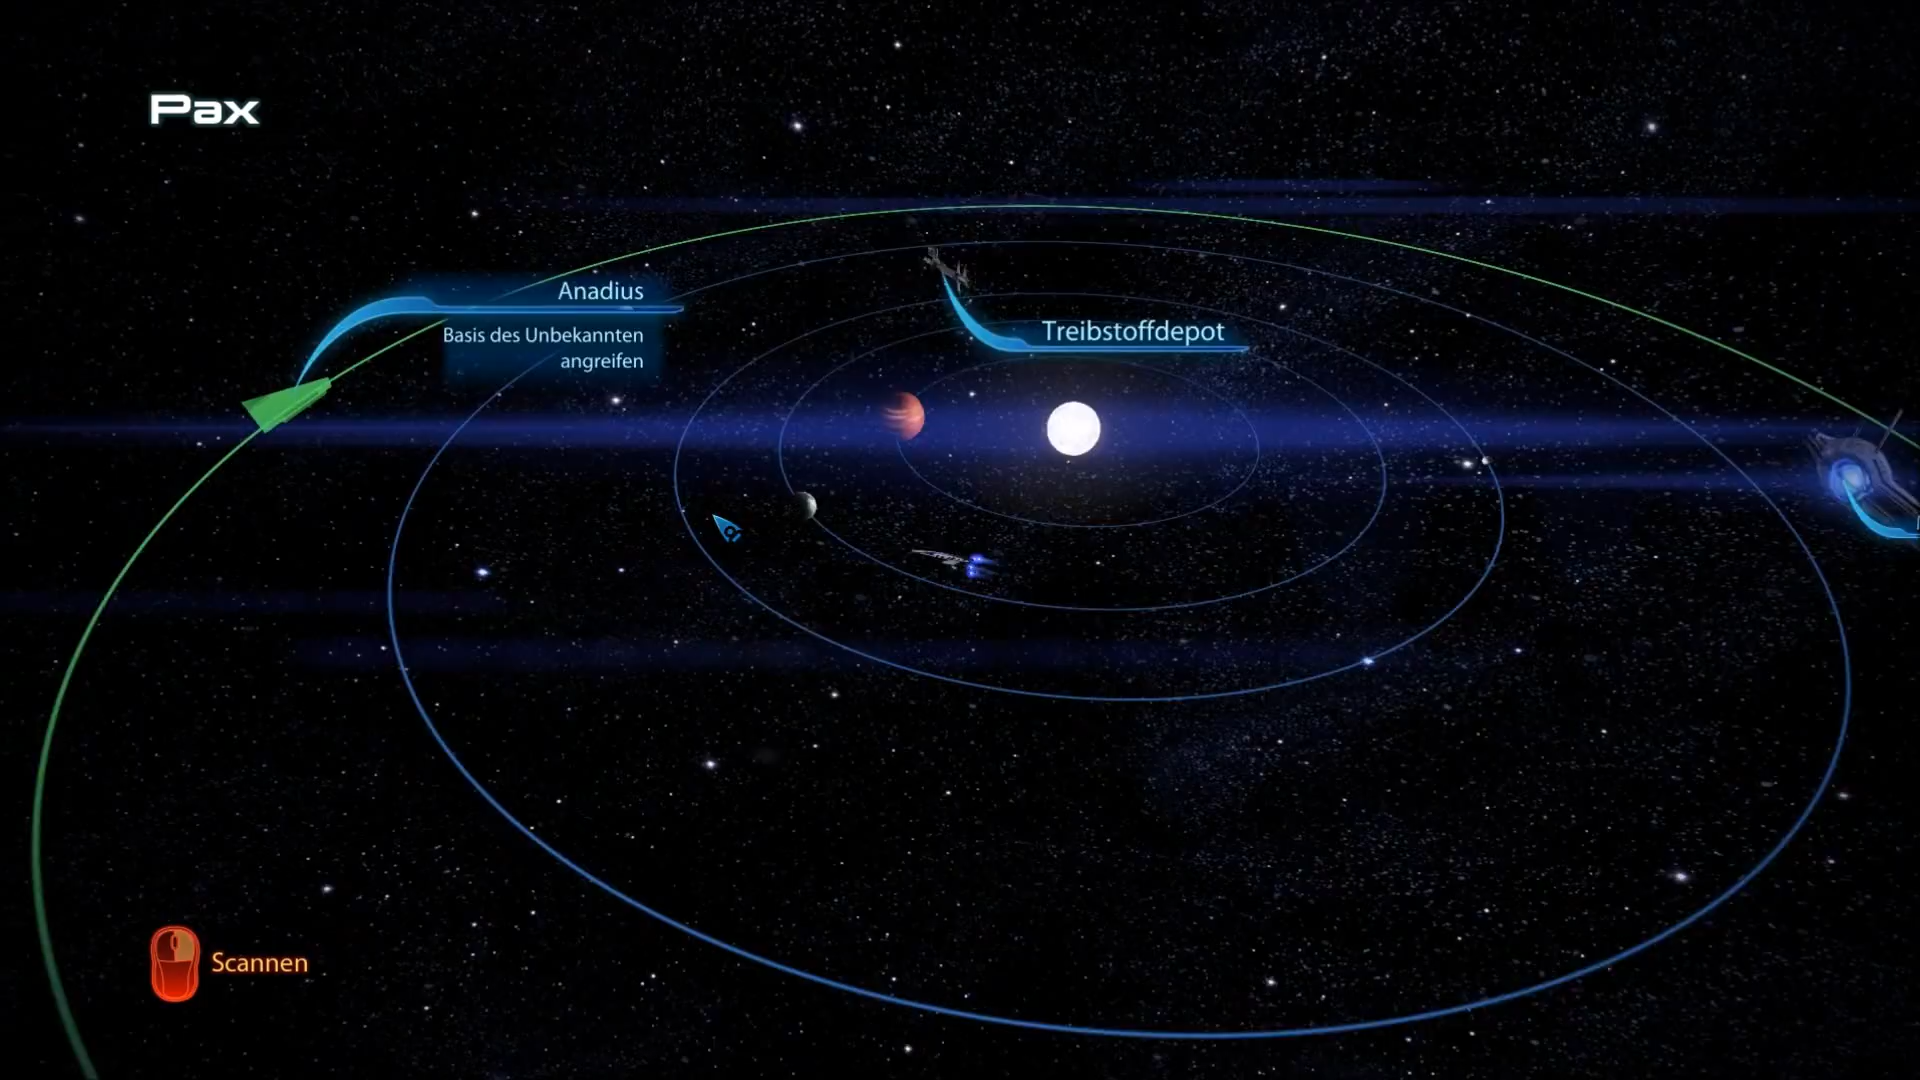 Pax
Anadius
Basis des Unbekannten
angreifen
Treibstoffdepot
Scannen